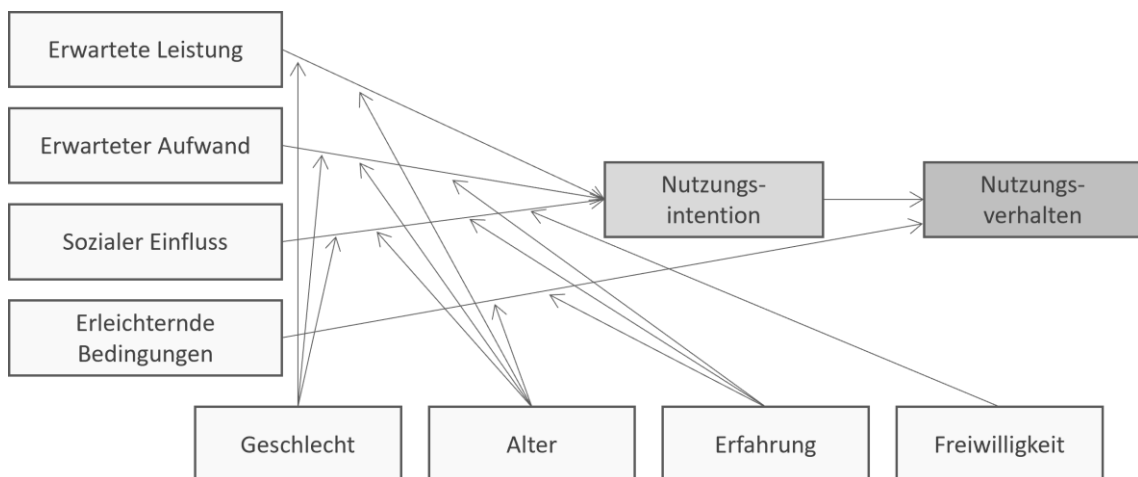 Erwartete Leistung
Erwarteter Aufwand
Sozialer Einfluss
Erleichternde
Bedingungen
Nutzungs-
intention
Nutzungs-
verhalten
Geschlecht
Alter
Erfahrung
Freiwilligkeit